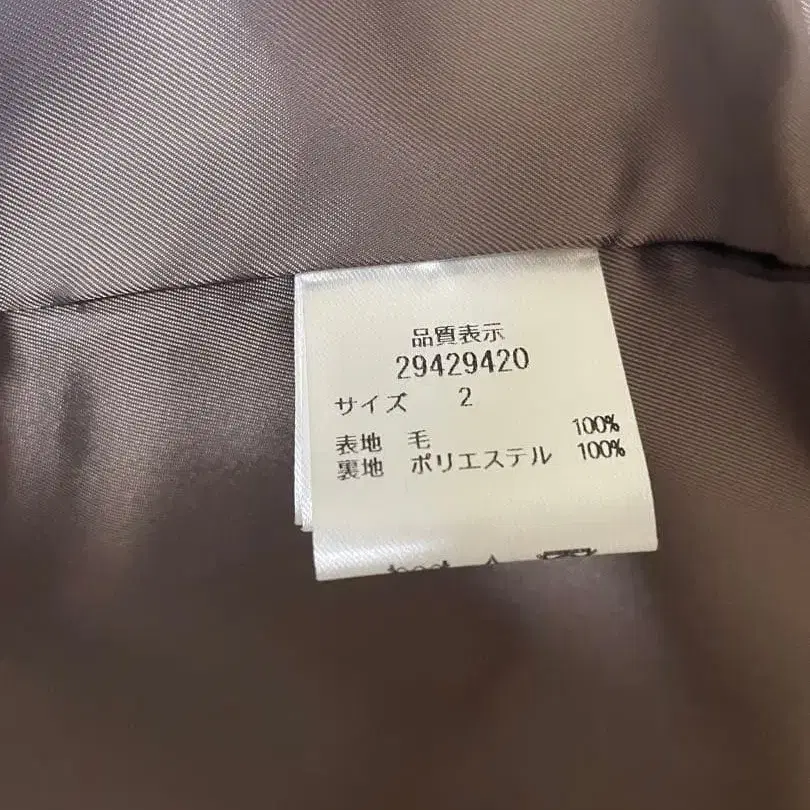 品質表示
29429420
サイズ 2
表地 毛 100%
裏地 ポリエステル 100%